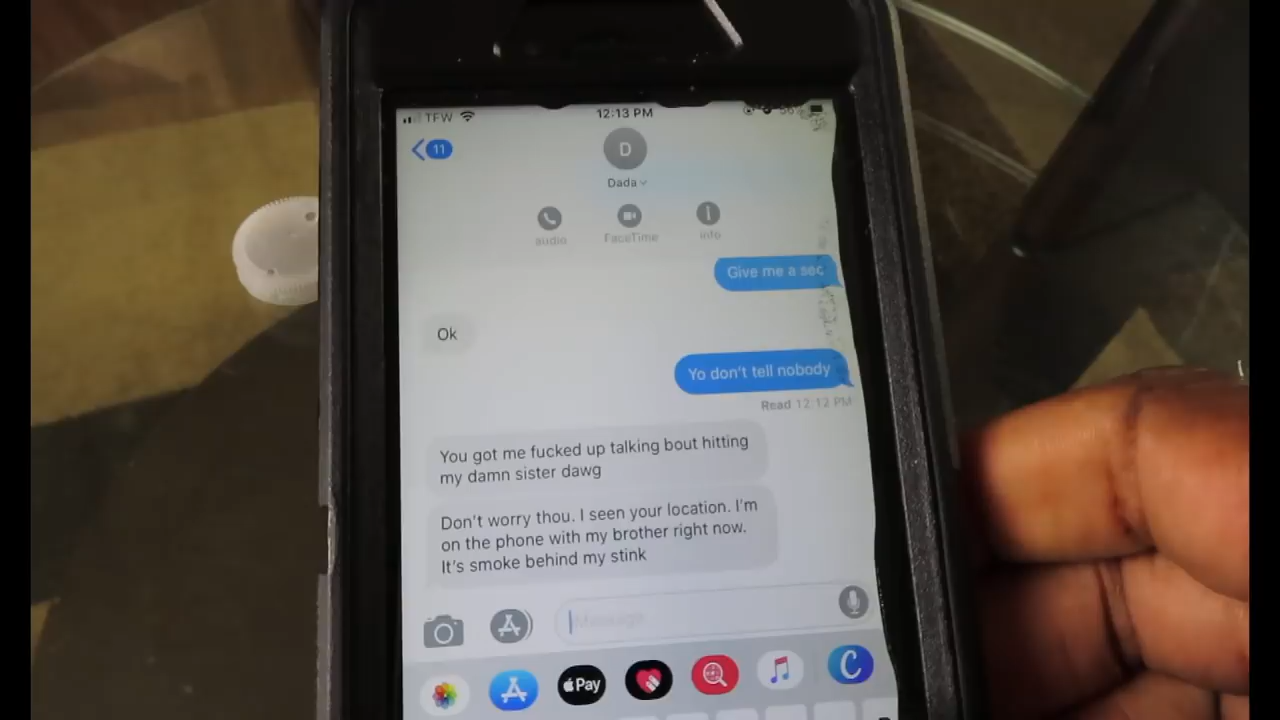 TFW
12:13 PM
56%
11
D
Dada
audio
FaceTime
info
Give me a sec
Ok
Yo don't tell nobody
Read 12:12 PM
You got me fucked up talking bout hitting
my damn sister dawg
Don't worry thou. I seen your location. I'm
on the phone with my brother right now.
It's smoke behind my stink
iMessage
Pay
C